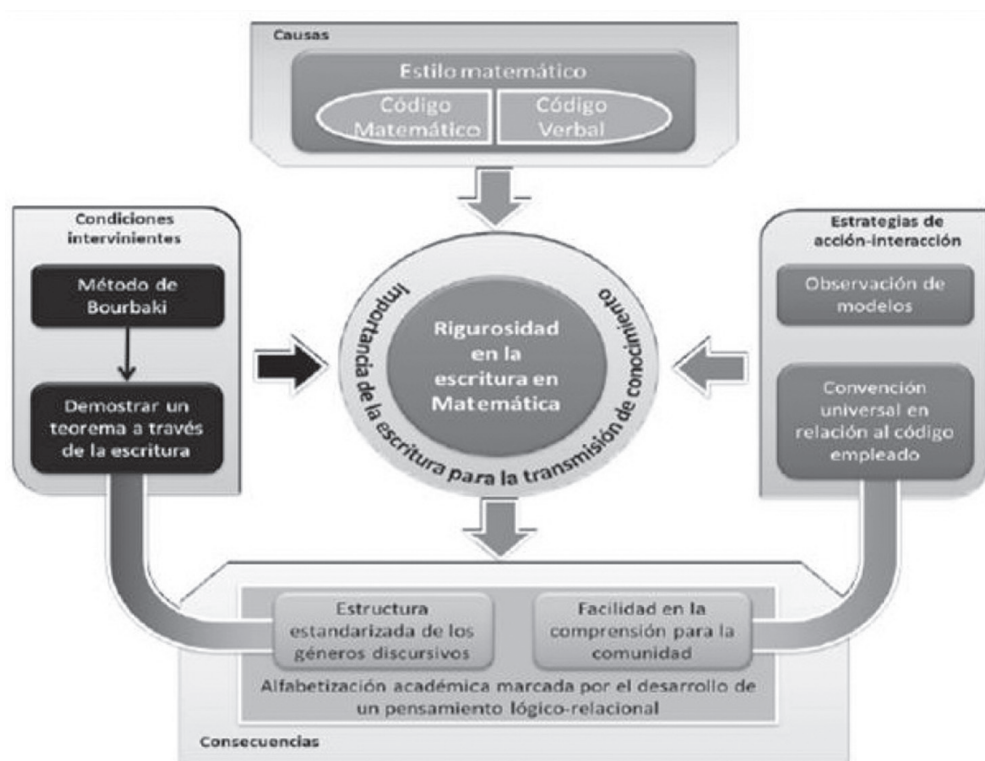 Causas
Estilo matemático
Código
Matemático
Código
Verbal
Condiciones
intervinientes
Método de
Bourbaki
Demostrar un
teorema a través
de la escritura
Rigurosidad
en la
escritura en
Matemática
Importancia de la escritura para la transmisión de conocimiento
Estrategias de
acción-interacción
Observación de
modelos
Convención
universal en
relación al código
empleado
Estructura
estandarizada de los
géneros discursivos
Facilidad en la
comprensión para la
comunidad
Alfabetización académica marcada por el desarrollo de
un pensamiento lógico-relacional
Consecuencias